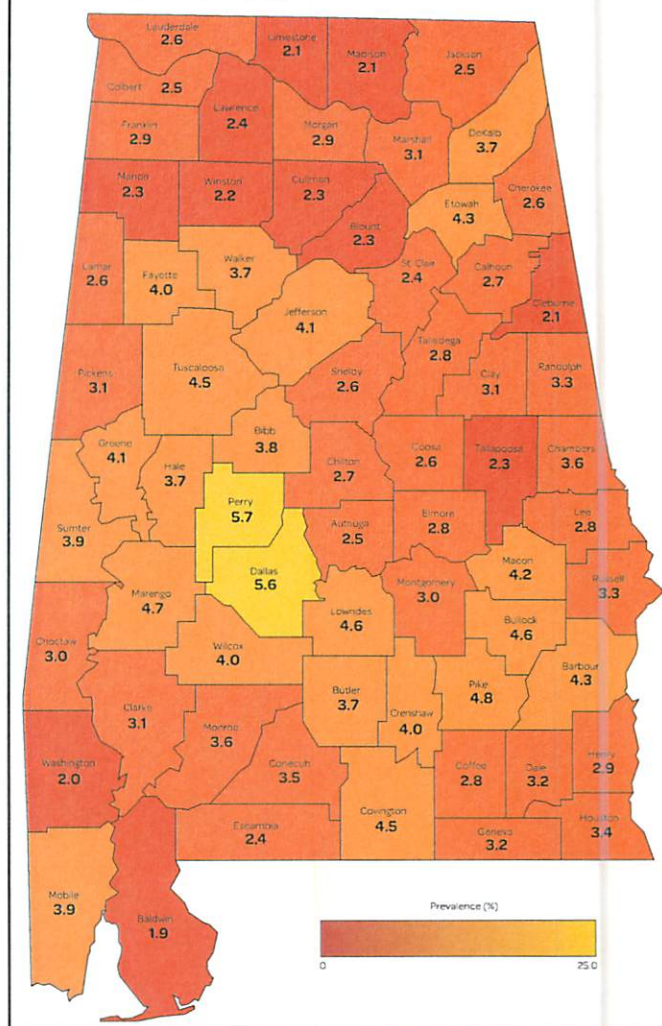 Lauderdale
2.6
Limestone
2.1
Madison
2.1
Jackson
2.5
Colbert 2.5
Lawrence
2.4
Franklin
2.9
Morgan
2.9
Marshall
3.1
DeKalb
3.7
Marion
2.3
Winston
2.2
Cullman
2.3
Cherokee
2.6
Etowah
4.3
Blount
2.3
Lamar
2.6
Fayette
4.0
Walker
3.7
St. Clair
2.4
Calhoun
2.7
Cleburne
2.1
Jefferson
4.1
Talladega
2.8
Pickens
3.1
Tuscaloosa
4.5
Shelby
2.6
Clay
3.1
Randolph
3.3
Greene
4.1
Bibb
3.8
Hale
3.7
Chilton
2.7
Coosa
2.6
Tallapoosa
2.3
Chambers
3.6
Perry
5.7
Sumter
3.9
Autauga
2.5
Elmore
2.8
Lee
2.8
Dallas
5.6
Macon
4.2
Marengo
4.7
Montgomery
3.0
Russell
3.3
Lowndes
4.6
Bullock
4.6
Choctaw
3.0
Wilcox
4.0
Barbour
4.3
Butler
3.7
Pike
4.8
Clarke
3.1
Crenshaw
4.0
Monroe
3.6
Washington
2.0
Conecuh
3.5
Coffee
2.8
Dale
3.2
Henry
2.9
Covington
4.5
Escambia
2.4
Geneva
3.2
Houston
3.4
Mobile
3.9
Baldwin
1.9
Prevalence (%)
0 25.0